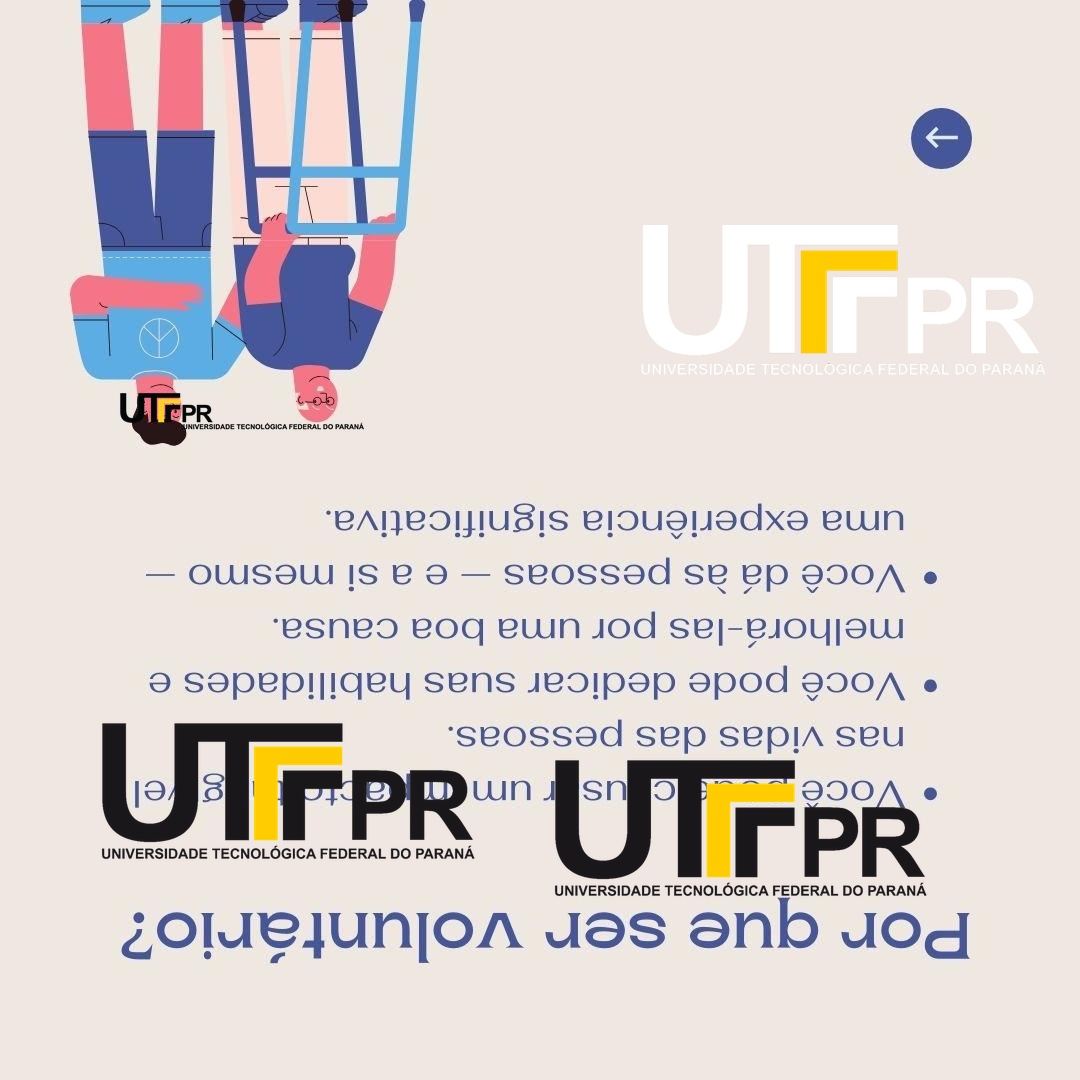 Por que ser voluntário?
• Você pode causar um impacto tangível
nas vidas das pessoas.
• Você pode dedicar suas habilidades e
melhorá-las por uma boa causa.
• Você dá às pessoas – e a si mesmo –
uma experiência significativa.
UTFPR
UNIVERSIDADE TECNOLÓGICA FEDERAL DO PARANÁ
UTFPR
UNIVERSIDADE TECNOLÓGICA FEDERAL DO PARANÁ
UTFPR
UNIVERSIDADE TECNOLÓGICA FEDERAL DO PARANÁ
UTFPR
UNIVERSIDADE TECNOLÓGICA FEDERAL DO PARANÁ